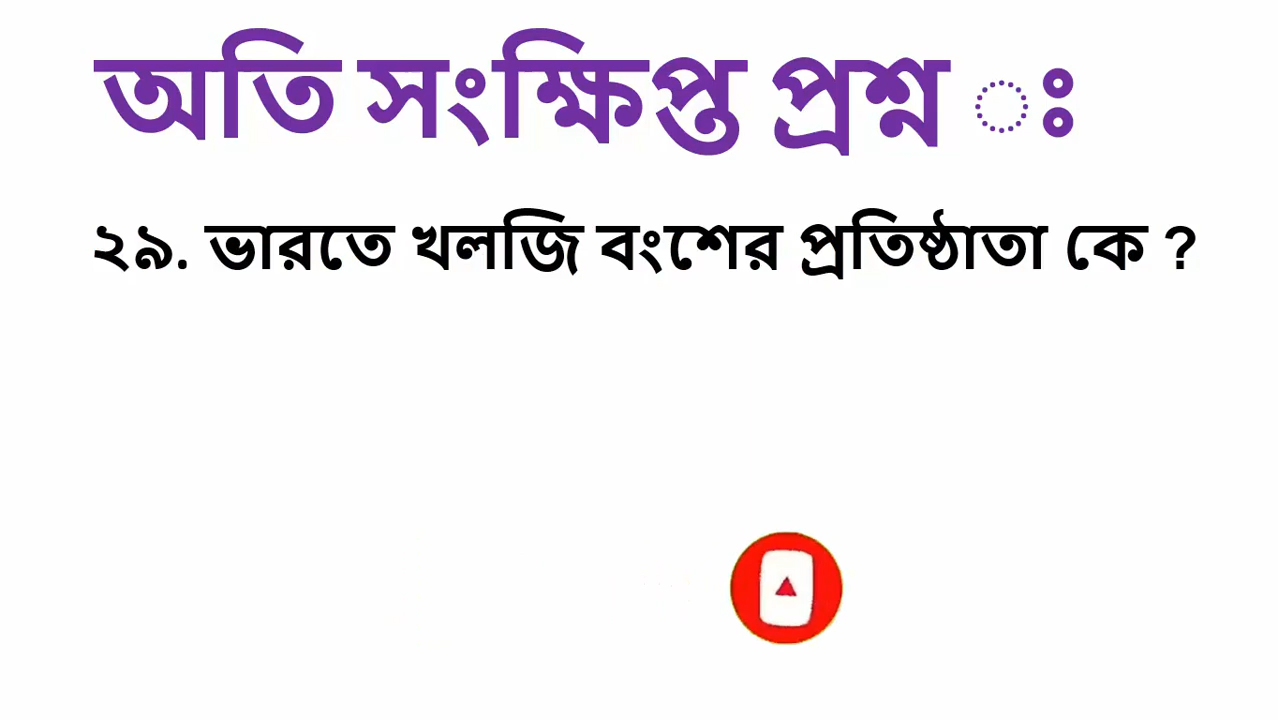 অতি সংক্ষিপ্ত প্রশ্ন ঃ
২৯. ভারতে খলজি বংশের প্রতিষ্ঠাতা কে ?